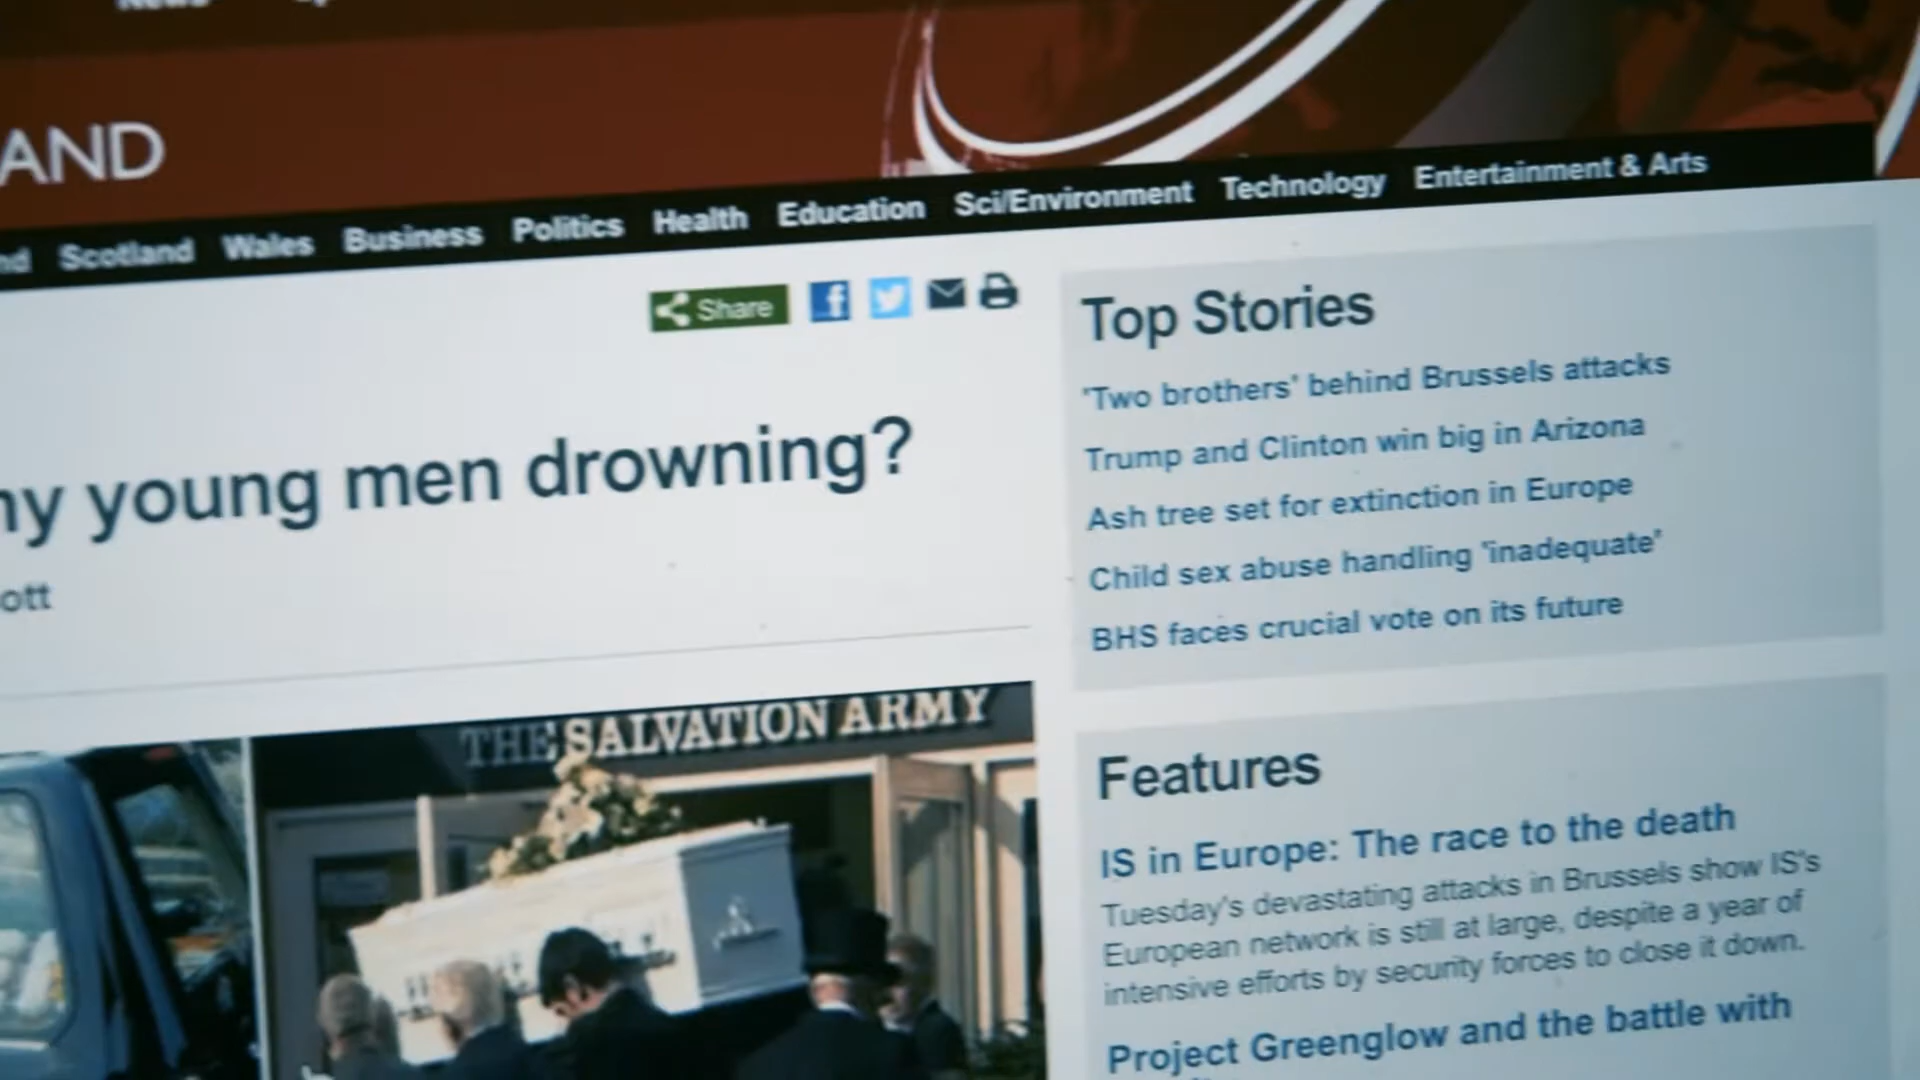 News
AND
nd Scotland Wales Business Politics Health Education Sci/Environment Technology Entertainment & Arts
Share
ny young men drowning?
ott
THE SALVATION ARMY
Top Stories
'Two brothers' behind Brussels attacks
Trump and Clinton win big in Arizona
Ash tree set for extinction in Europe
Child sex abuse handling 'inadequate'
BHS faces crucial vote on its future
Features
IS in Europe: The race to the death
Tuesday's devastating attacks in Brussels show IS's
European network is still at large, despite a year of
intensive efforts by security forces to close it down.
Project Greenglow and the battle with